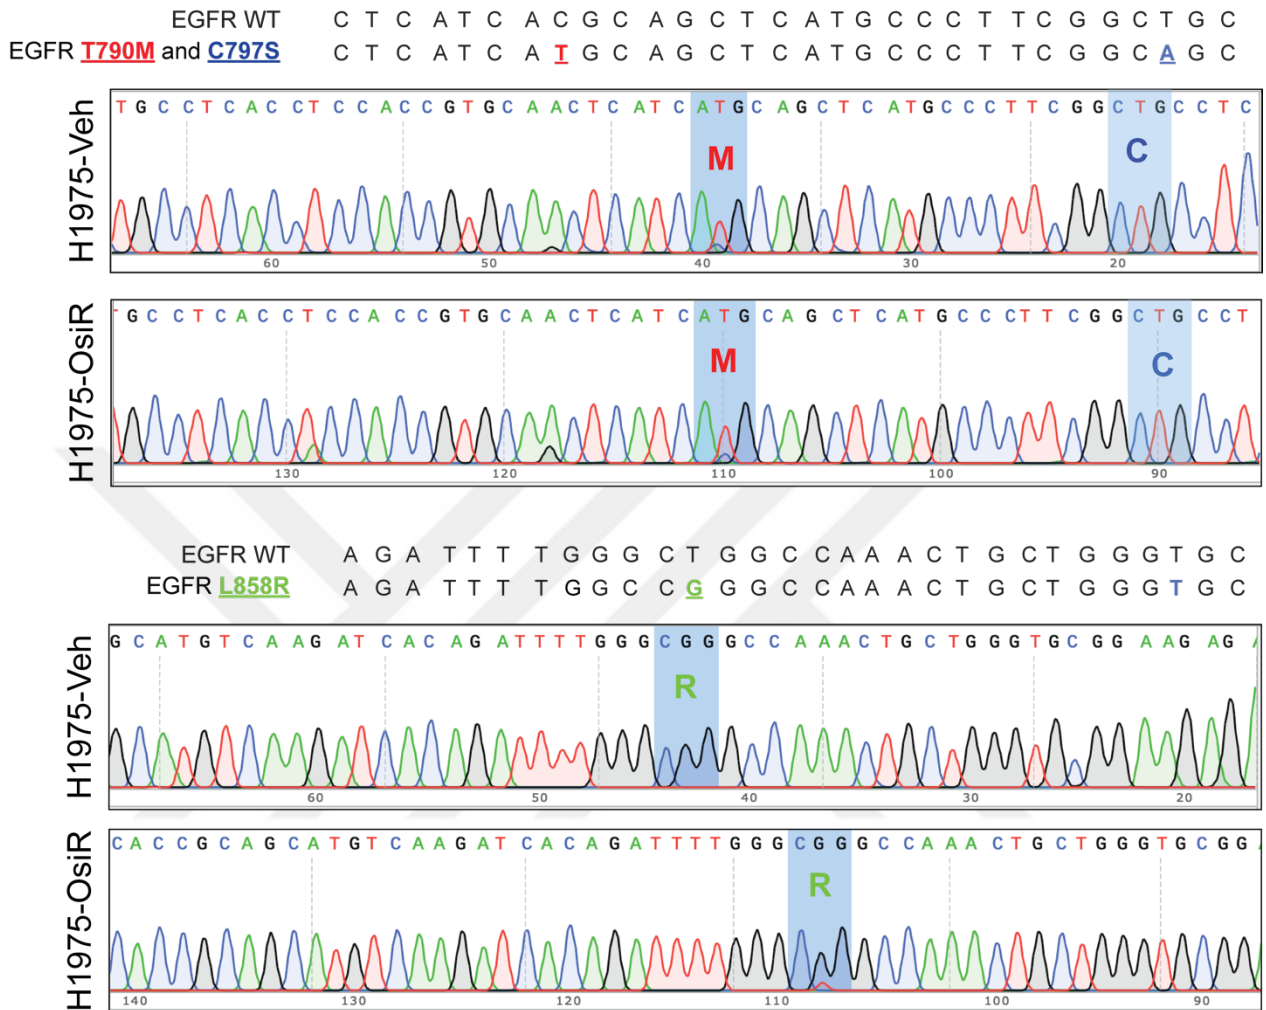 EGFR WT C T C A T C A C G C A G C T C A T G C C C T T C G G C T G C
EGFR T790M and C797S C T C A T C A T G C A G C T C A T G C C C T T C G G C A G C
H1975-Veh
T G C C T C A C C T C C A C C G T G C A A C T C A T C A T G C A G C T C A T G C C C T T C G G C T G C C T C
M C
60 50 40 30 20
H1975-OsiR
G C C T C A C C T C C A C C G T G C A A C T C A T C A T G C A G C T C A T G C C C T T C G G C T G C C T
M C
130 120 110 100 90
EGFR WT A G A T T T T G G G C T G G C C A A A C T G C T G G G T G C
EGFR L858R A G A T T T T G G C C G G G C C A A A C T G C T G G G T G C
H1975-Veh
G C A T G T C A A G A T C A C A G A T T T T G G G C G G G C C A A A C T G C T G G G T G C G G A A G A G
R
60 50 40 30 20
H1975-OsiR
C A C C G C A G C A T G T C A A G A T C A C A G A T T T T G G G C G G G C C A A A C T G C T G G G T G C G G
R
140 130 120 110 100 90